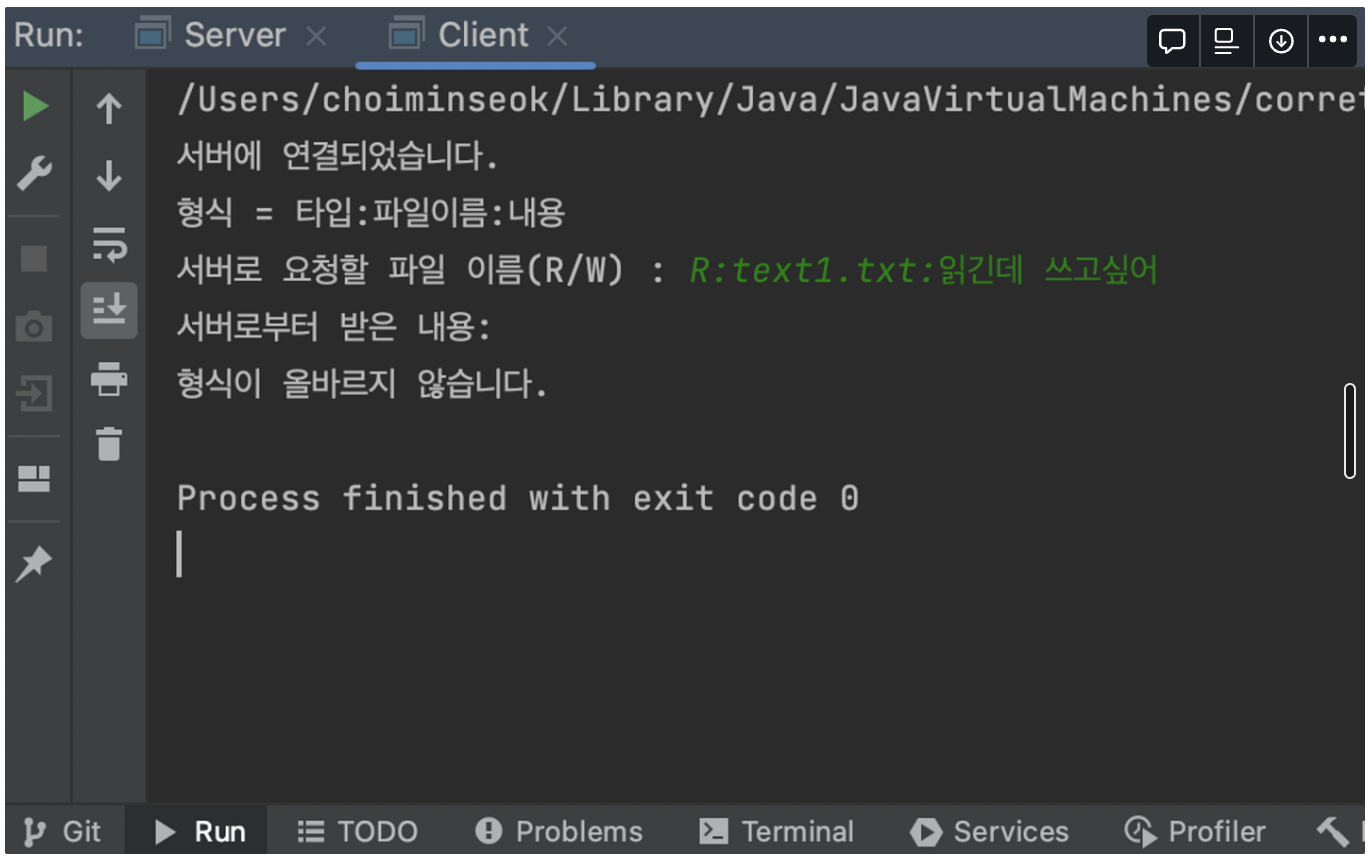 Run: Server Client
/Users/choiminseok/Library/Java/JavaVirtualMachines/corret
서버에 연결되었습니다.
형식 = 타입:파일이름:내용
서버로 요청할 파일 이름(R/W) : R:text1.txt:읽긴데 쓰고싶어
서버로부터 받은 내용:
형식이 올바르지 않습니다.
Process finished with exit code 0
Git Run TODO Problems Terminal Services Profiler